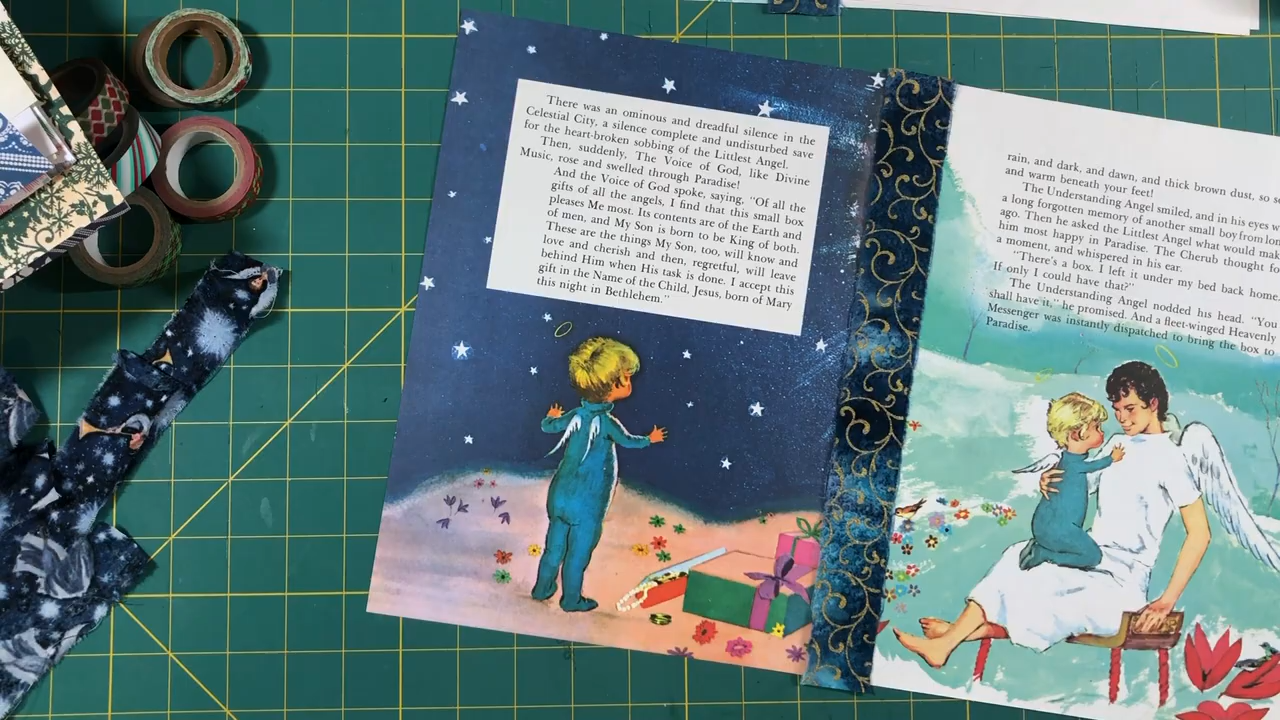 There was an ominous and dreadful silence in the
Celestial City, a silence complete and undisturbed save
for the heart-broken sobbing of the Littlest Angel.
Then, suddenly, The Voice of God, like Divine
Music, rose and swelled through Paradise!
And the Voice of God spoke, saying, "Of all the
gifts of all the angels, I find that this small box
pleases Me most. Its contents are of the Earth and
of men, and My Son is born to be King of both.
These are the things My Son, too, will know and
love and cherish and then, regretful, will leave
behind Him when His task is done. I accept this
gift in the Name of the Child, Jesus, born of Mary
this night in Bethlehem."
rain, and dark, and dawn, and thick brown dust, so
and warm beneath your feet!
The Understanding Angel smiled, and in his eyes
a long forgotten memory of another small boy from
ago. Then he asked the Littlest Angel what would
him most happy in Paradise. The Cherub thought
a moment, and whispered in his ear.
"There's a box. I left it under my bed back home.
If only I could have that?"
The Understanding Angel nodded his head. "You
shall have it," he promised. And a fleet-winged Heavenly
Messenger was instantly dispatched to bring the box to
Paradise.